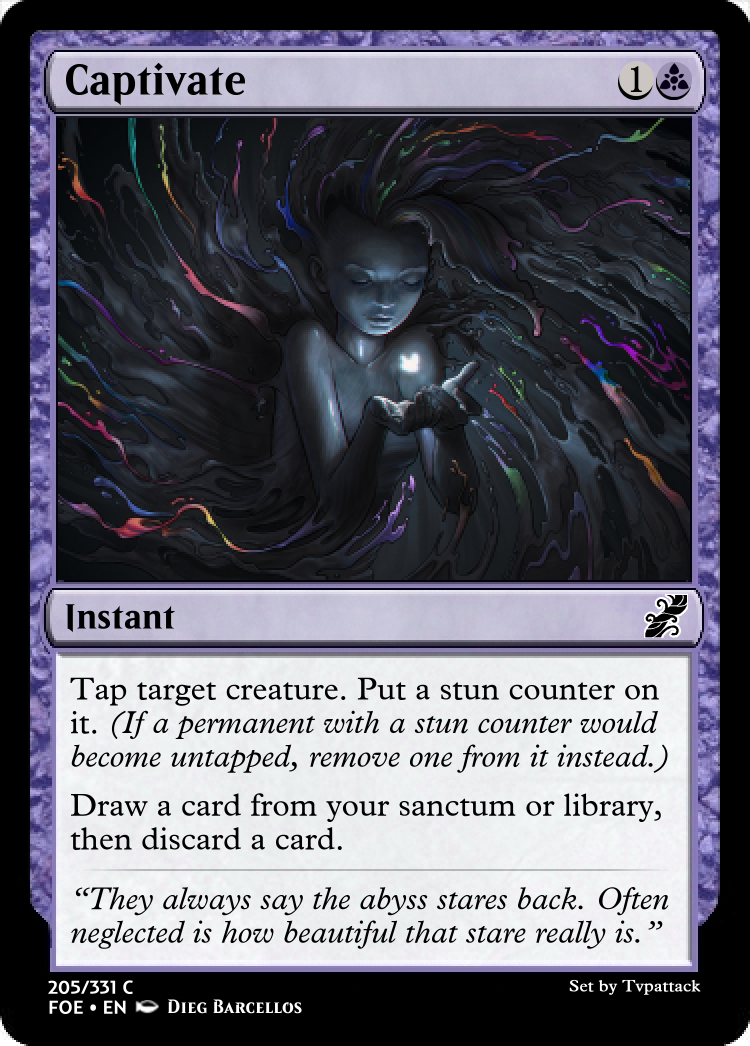 Captivate 1
Instant
Tap target creature. Put a stun counter on
it. (If a permanent with a stun counter would
become untapped, remove one from it instead.)
Draw a card from your sanctum or library,
then discard a card.
“They always say the abyss stares back. Often
neglected is how beautiful that stare really is.”
205/331 C
Set by Tvpattack
FOE • EN Dieg Barcellos